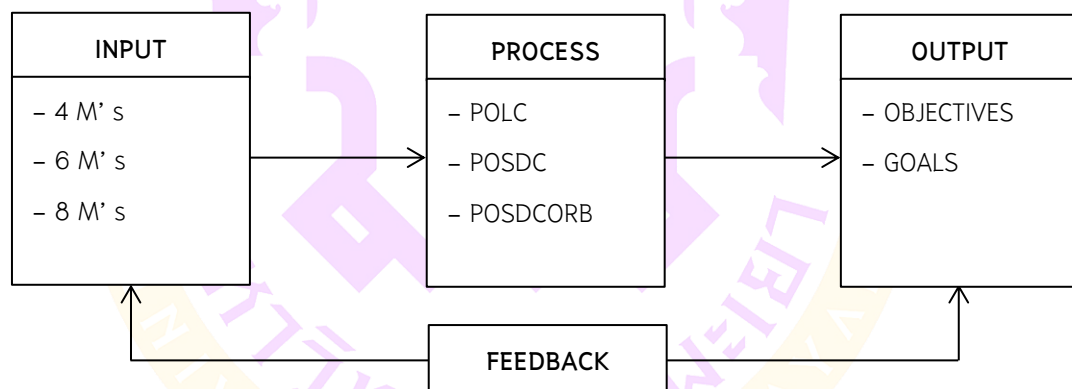 INPUT
– 4 M’ s
– 6 M’ s
– 8 M’ s
PROCESS
– POLC
– POSDC
– POSDCORB
OUTPUT
– OBJECTIVES
– GOALS
FEEDBACK